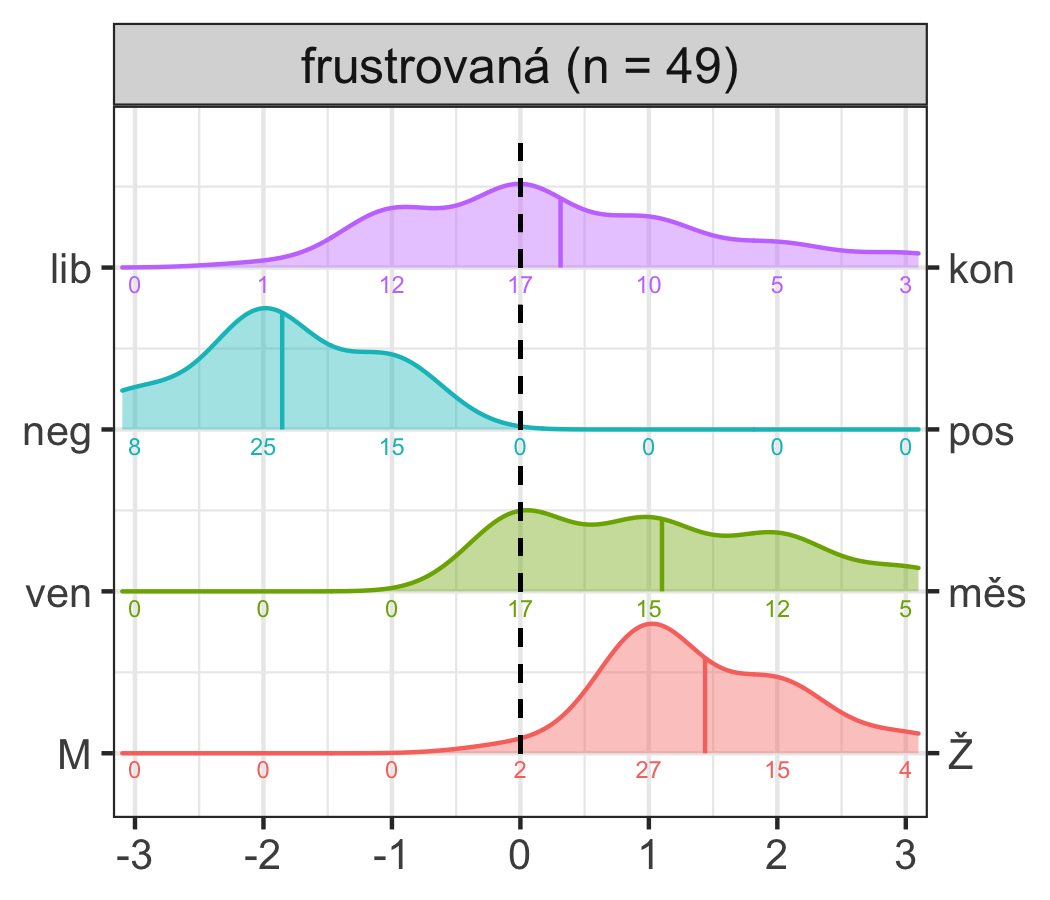 frustrovaná (n = 49)
lib kon
0 1 12 17 10 5 3
neg pos
8 25 15 0 0 0 0
ven měs
0 0 0 17 15 12 5
M Ž
0 0 0 2 27 15 4
-3 -2 -1 0 1 2 3